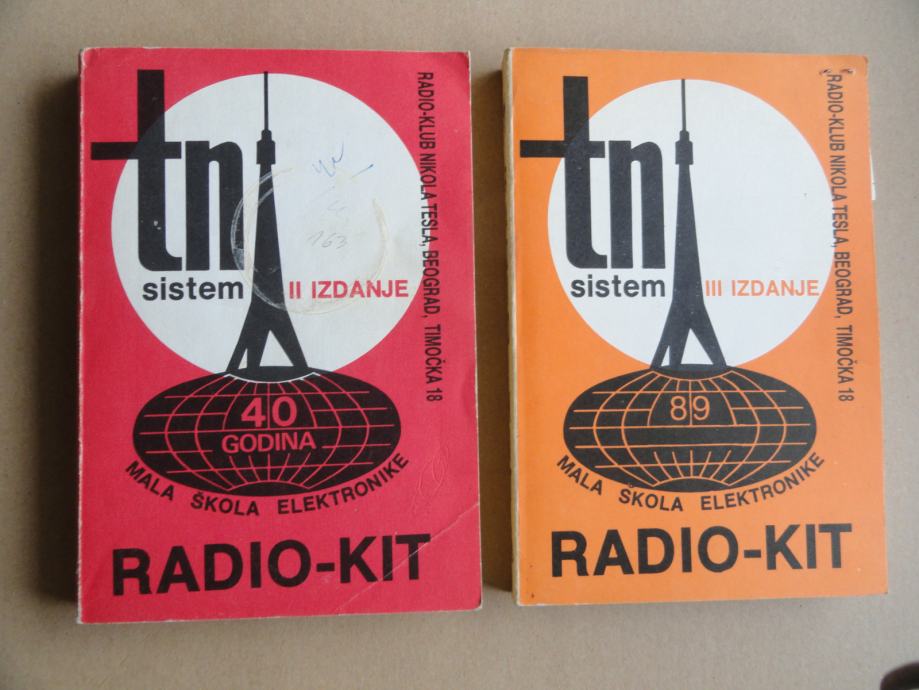 tn
sistem
II IZDANJE
163
RADIO-KLUB NIKOLA TESLA, BEOGRAD, TIMOČKA 18
40
GODINA
MALA ŠKOLA ELEKTRONIKE
RADIO-KIT
tn
sistem
III IZDANJE
RADIO-KLUB NIKOLA TESLA, BEOGRAD, TIMOČKA 18
89
MALA ŠKOLA ELEKTRONIKE
RADIO-KIT